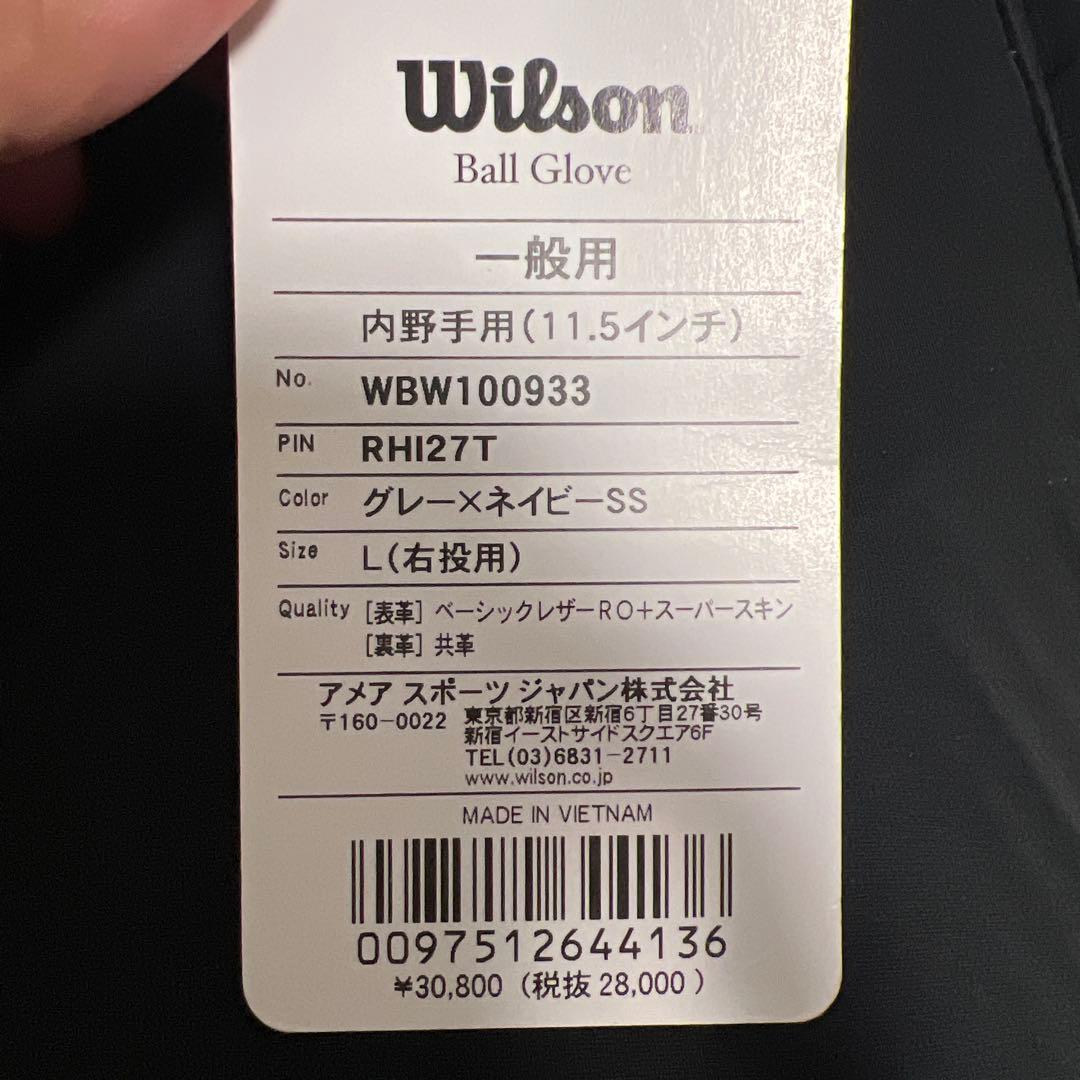 Wilson
Ball Glove
一般用
内野手用(11.5インチ)
No. WBW100933
PIN RHI27T
Color グレー×ネイビーSS
Size L(右投用)
Quality [表革] ベーシックレザーRO+スーパースキン
[裏革] 共革
アメア スポーツ ジャパン株式会社
〒160-0022 東京都新宿区新宿6丁目27番30号
新宿イーストサイドスクエア6F
TEL(03)6831-2711
www.wilson.co.jp
MADE IN VIETNAM
0097512644136
¥30,800 (税抜 28,000 )